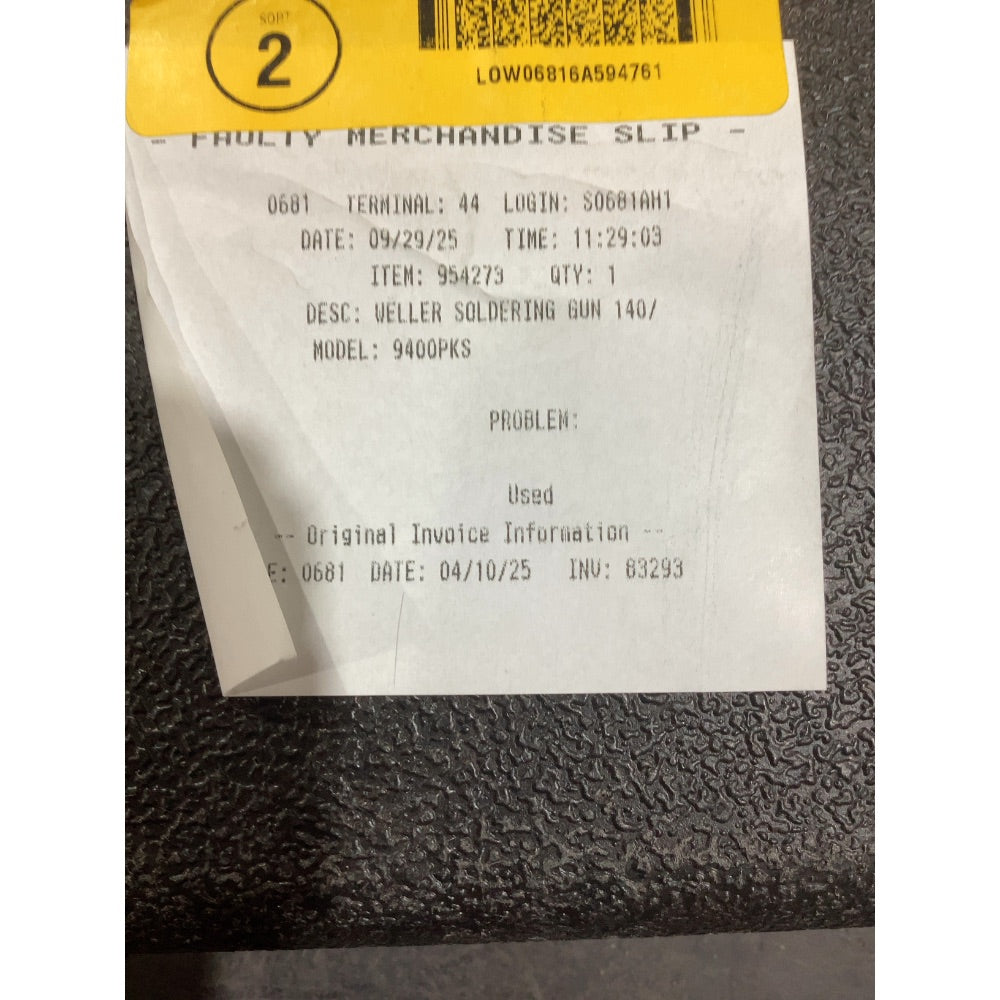 SORT
2
LOW06816A594761
- FAULTY MERCHANDISE SLIP -
0681 TERMINAL: 44 LOGIN: S0681AH1
DATE: 09/29/25 TIME: 11:29:03
ITEM: 954273 QTY: 1
DESC: WELLER SOLDERING GUN 140/
MODEL: 9400PKS
PROBLEM:
Used
-- Original Invoice Information --
E: 0681 DATE: 04/10/25 INV: 83293